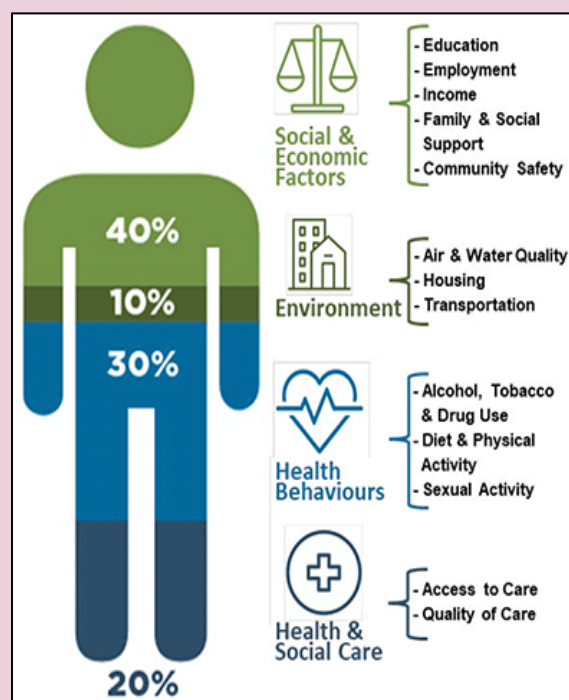 40%
10%
30%
20%
Social &
Economic
Factors
- Education
- Employment
- Income
- Family & Social
Support
- Community Safety
Environment
- Air & Water Quality
- Housing
- Transportation
Health
Behaviours
- Alcohol, Tobacco
& Drug Use
- Diet & Physical
Activity
- Sexual Activity
Health &
Social Care
- Access to Care
- Quality of Care